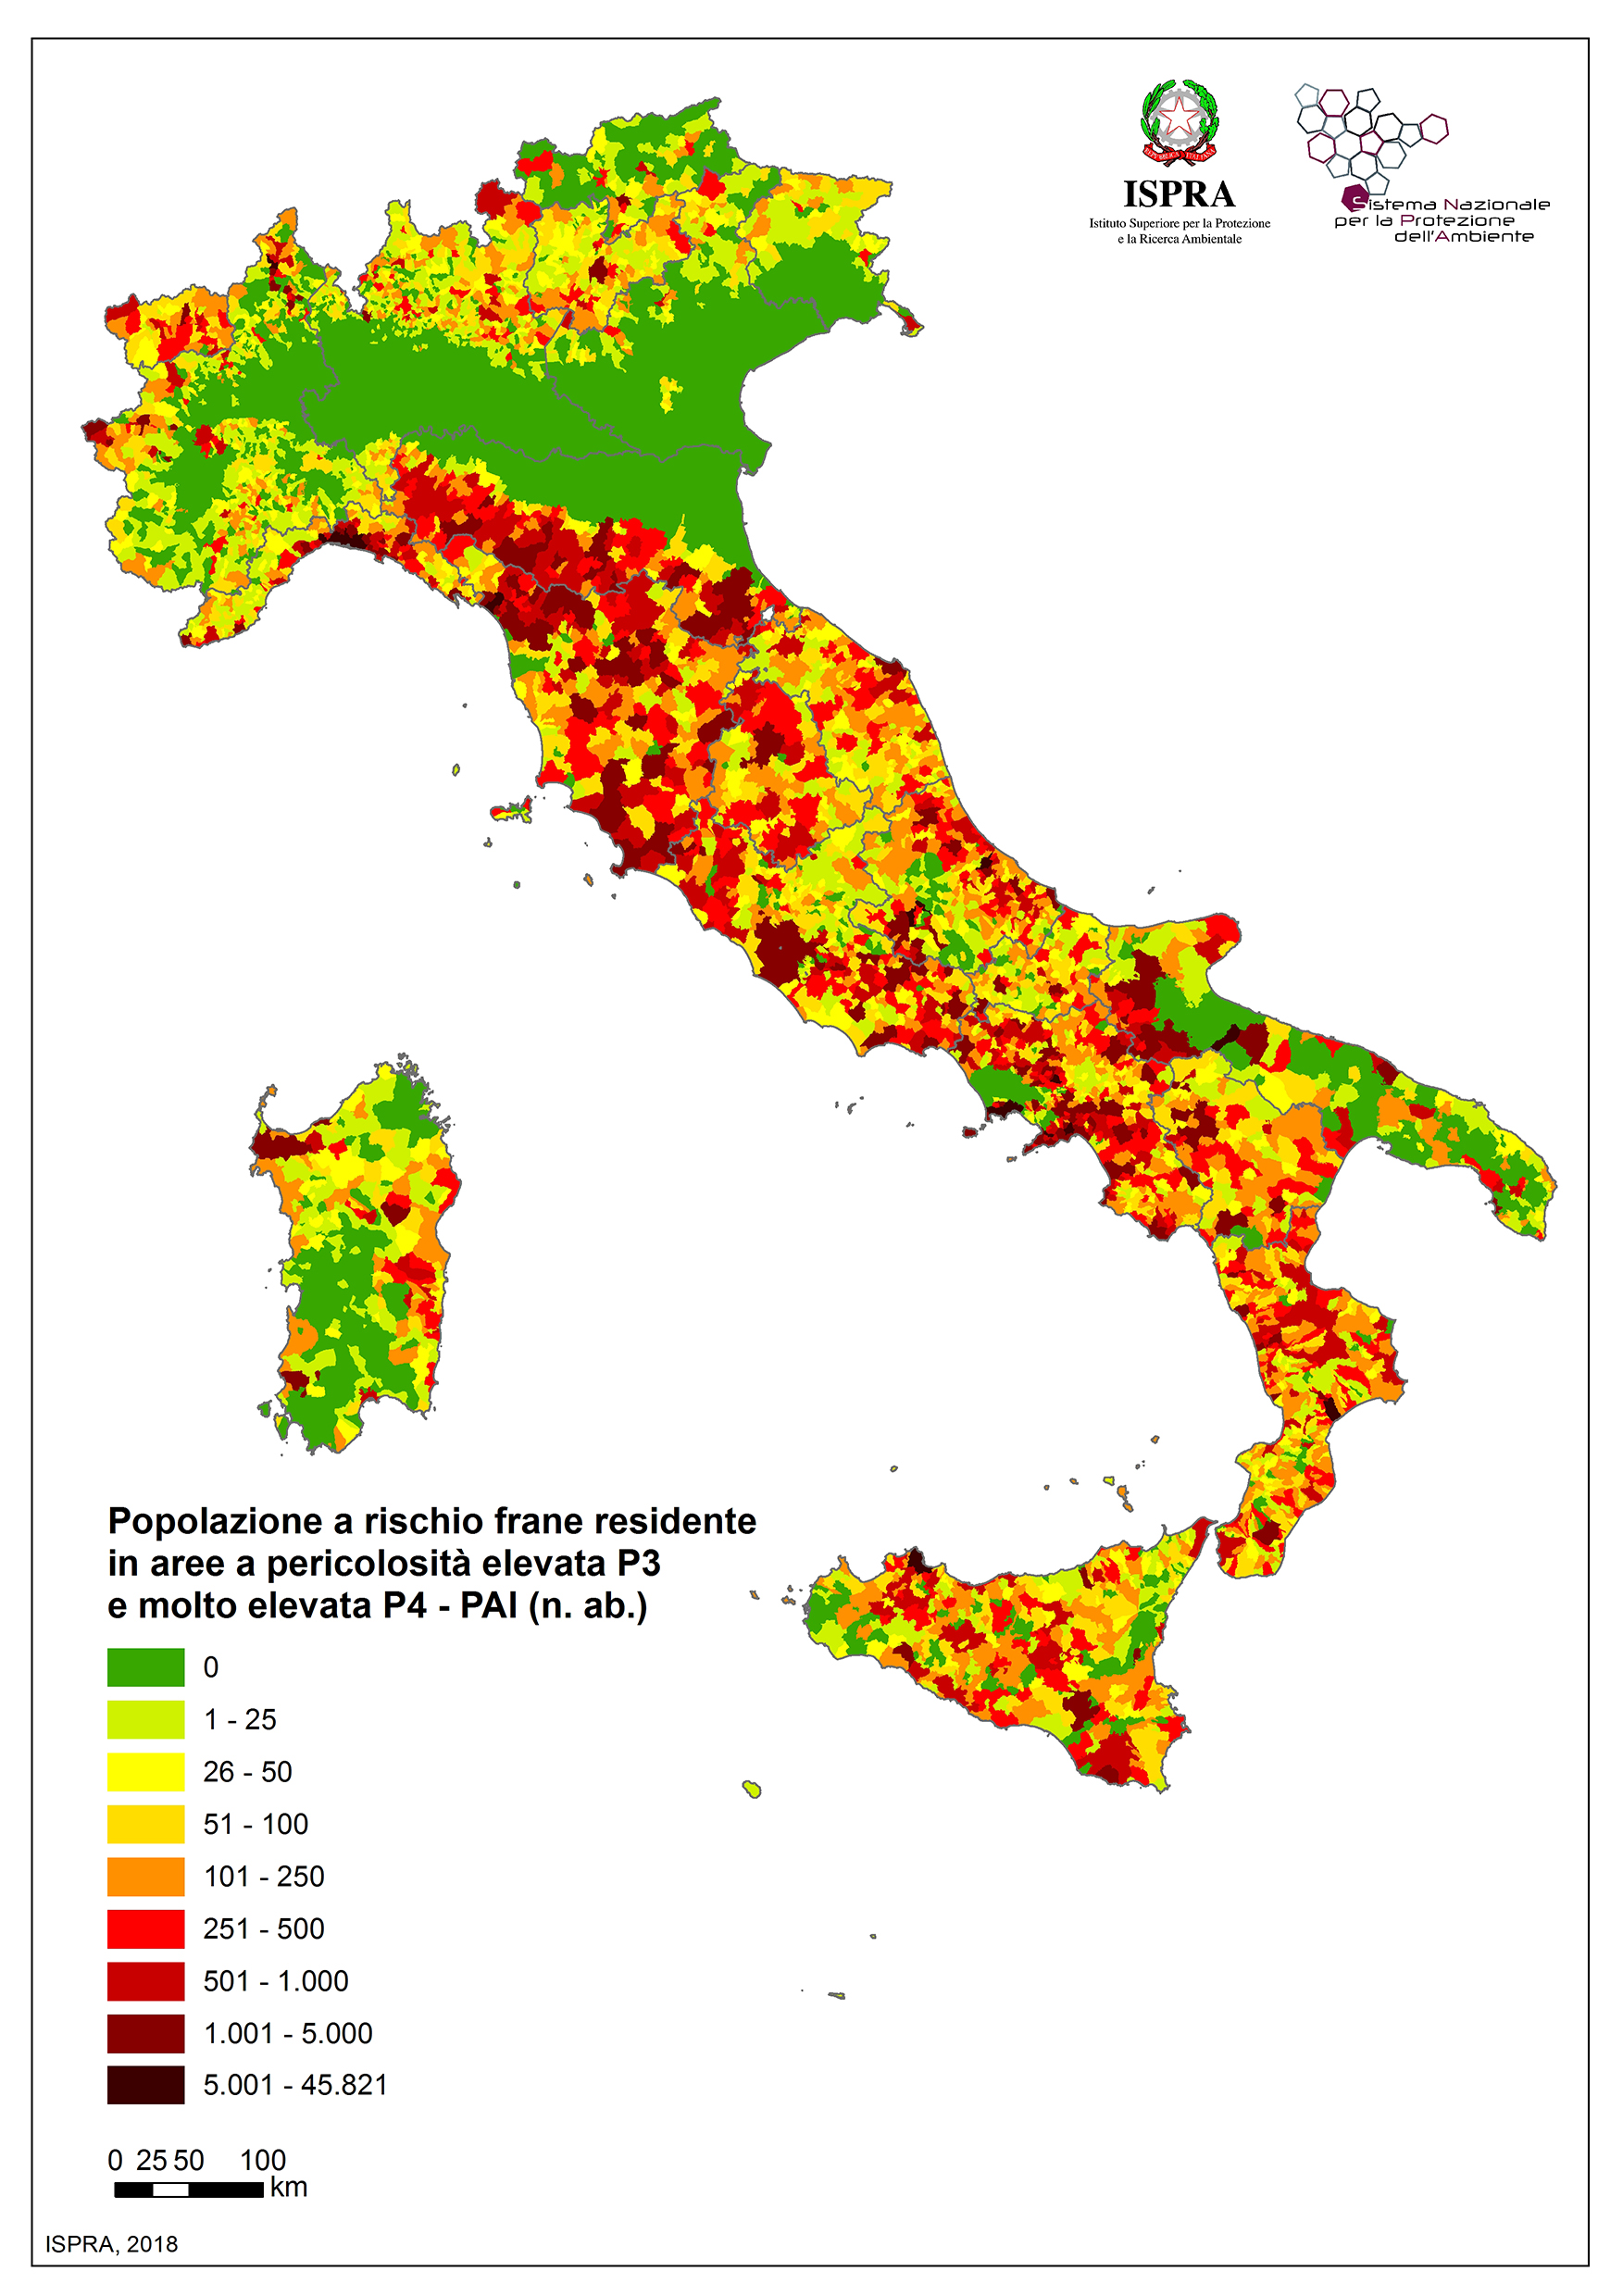 ISPRA
Istituto Superiore per la Protezione
e la Ricerca Ambientale
Sistema Nazionale
per la Protezione
dell'Ambiente
Popolazione a rischio frane residente
in aree a pericolosità elevata P3
e molto elevata P4 - PAI (n. ab.)
0
1 - 25
26 - 50
51 - 100
101 - 250
251 - 500
501 - 1.000
1.001 - 5.000
5.001 - 45.821
0 25 50 100
km
ISPRA, 2018